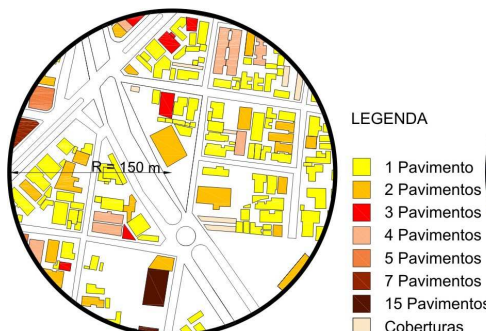 R = 150 m
LEGENDA
1 Pavimento
2 Pavimentos
3 Pavimentos
4 Pavimentos
5 Pavimentos
7 Pavimentos
15 Pavimentos
Coberturas